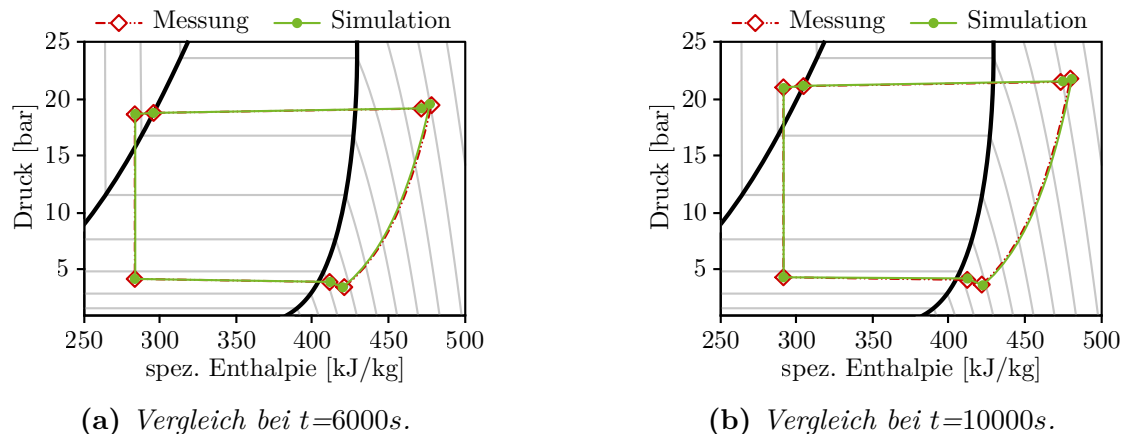 Messung Simulation Messung Simulation
25 25
20 20
15 15
10 10
5 5
Druck [bar] Druck [bar]
250 300 350 400 450 500 250 300 350 400 450 500
spez. Enthalpie [kJ/kg] spez. Enthalpie [kJ/kg]
(a) Vergleich bei t=6000s. (b) Vergleich bei t=10000s.